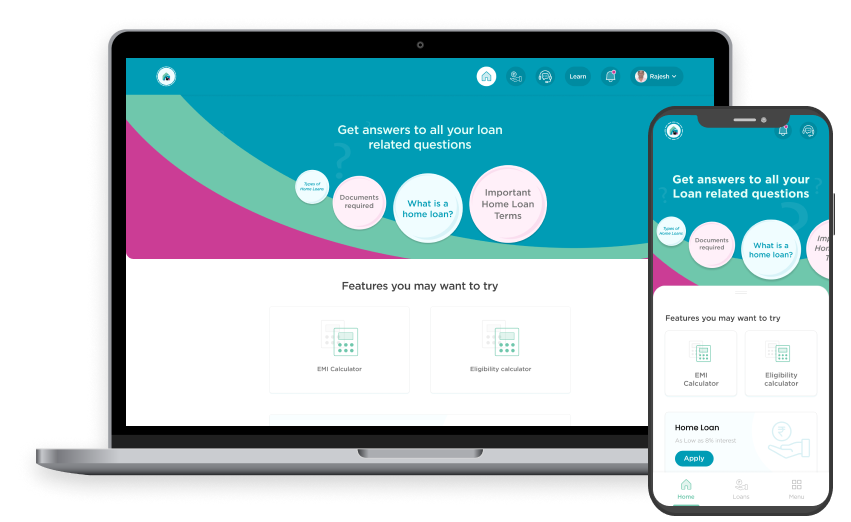 Learn
Rajesh
Get answers to all your loan
related questions
Types of
Home Loans
Documents
required
What is a
home loan?
Important
Home Loan
Terms
Features you may want to try
EMI Calculator
Eligibility calculator
Get answers to all your
Loan related questions
Types of
Home Loans
Documents
required
What is a
home loan?
Imp
Hor
T
Features you may want to try
EMI
Calculator
Eligibility
calculator
Home Loan
As Low as 8% interest
Apply
Home
Loans
Menu